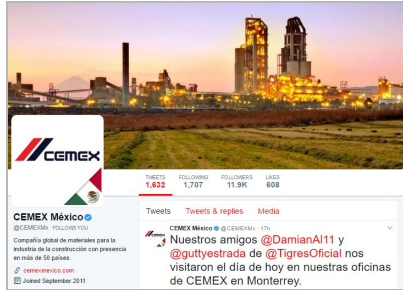 CEMEX
TWEETS FOLLOWING FOLLOWERS LIKES
1,632 1,707 11.9K 608
CEMEX México
@CEMEXMx FOLLOWS YOU
Compañía global de materiales para la
industria de la construcción con presencia
en más de 50 países.
cemexmexico.com
Joined September 2011
Tweets Tweets & replies Media
CEMEX México @CEMEXMx · 17h
Nuestros amigos @DamianAl11 y
@guttyestrada de @TigresOficial nos
visitaron el día de hoy en nuestras oficinas
de CEMEX en Monterrey.